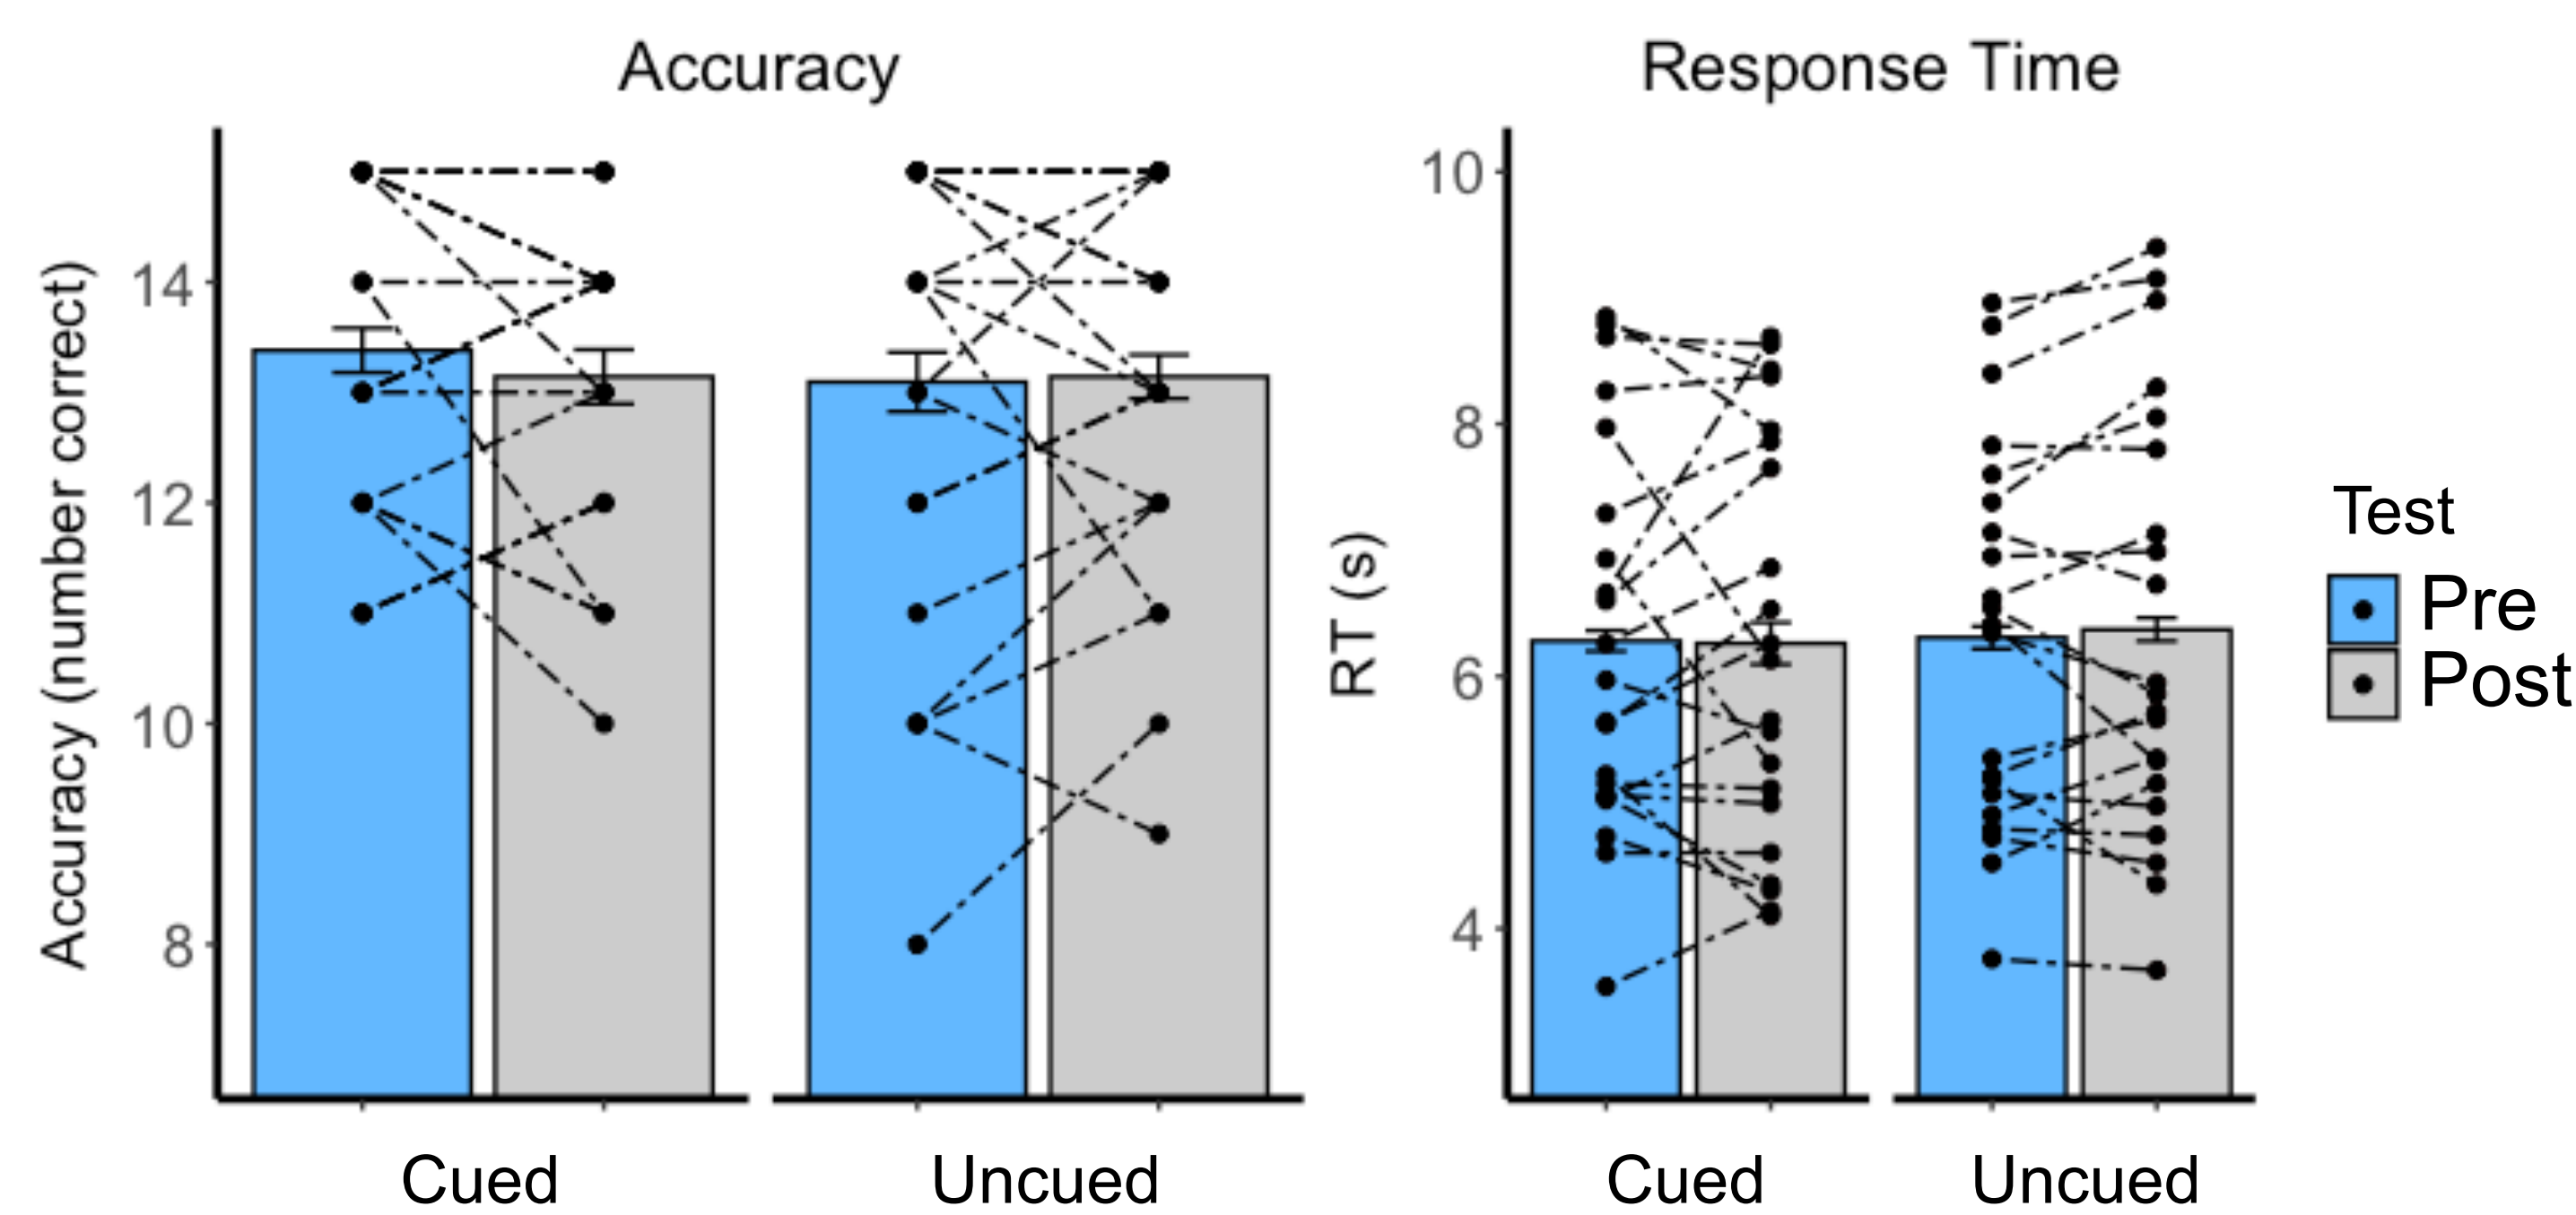 Accuracy
Accuracy (number correct)
14
12
10
8
Cued
Uncued
Response Time
RT (s)
10
8
6
4
Cued
Uncued
Test
Pre
Post